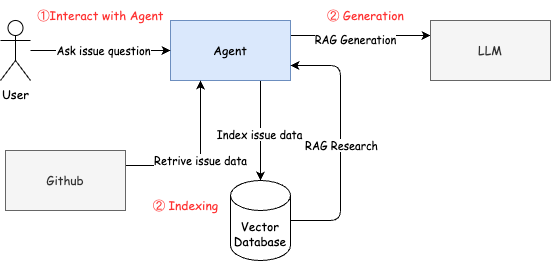 ①Interact with Agent
② Generation
Ask issue question
Agent
RAG Generation
LLM
User
Index issue data
RAG Research
Retrive issue data
Github
② Indexing
Vector
Database